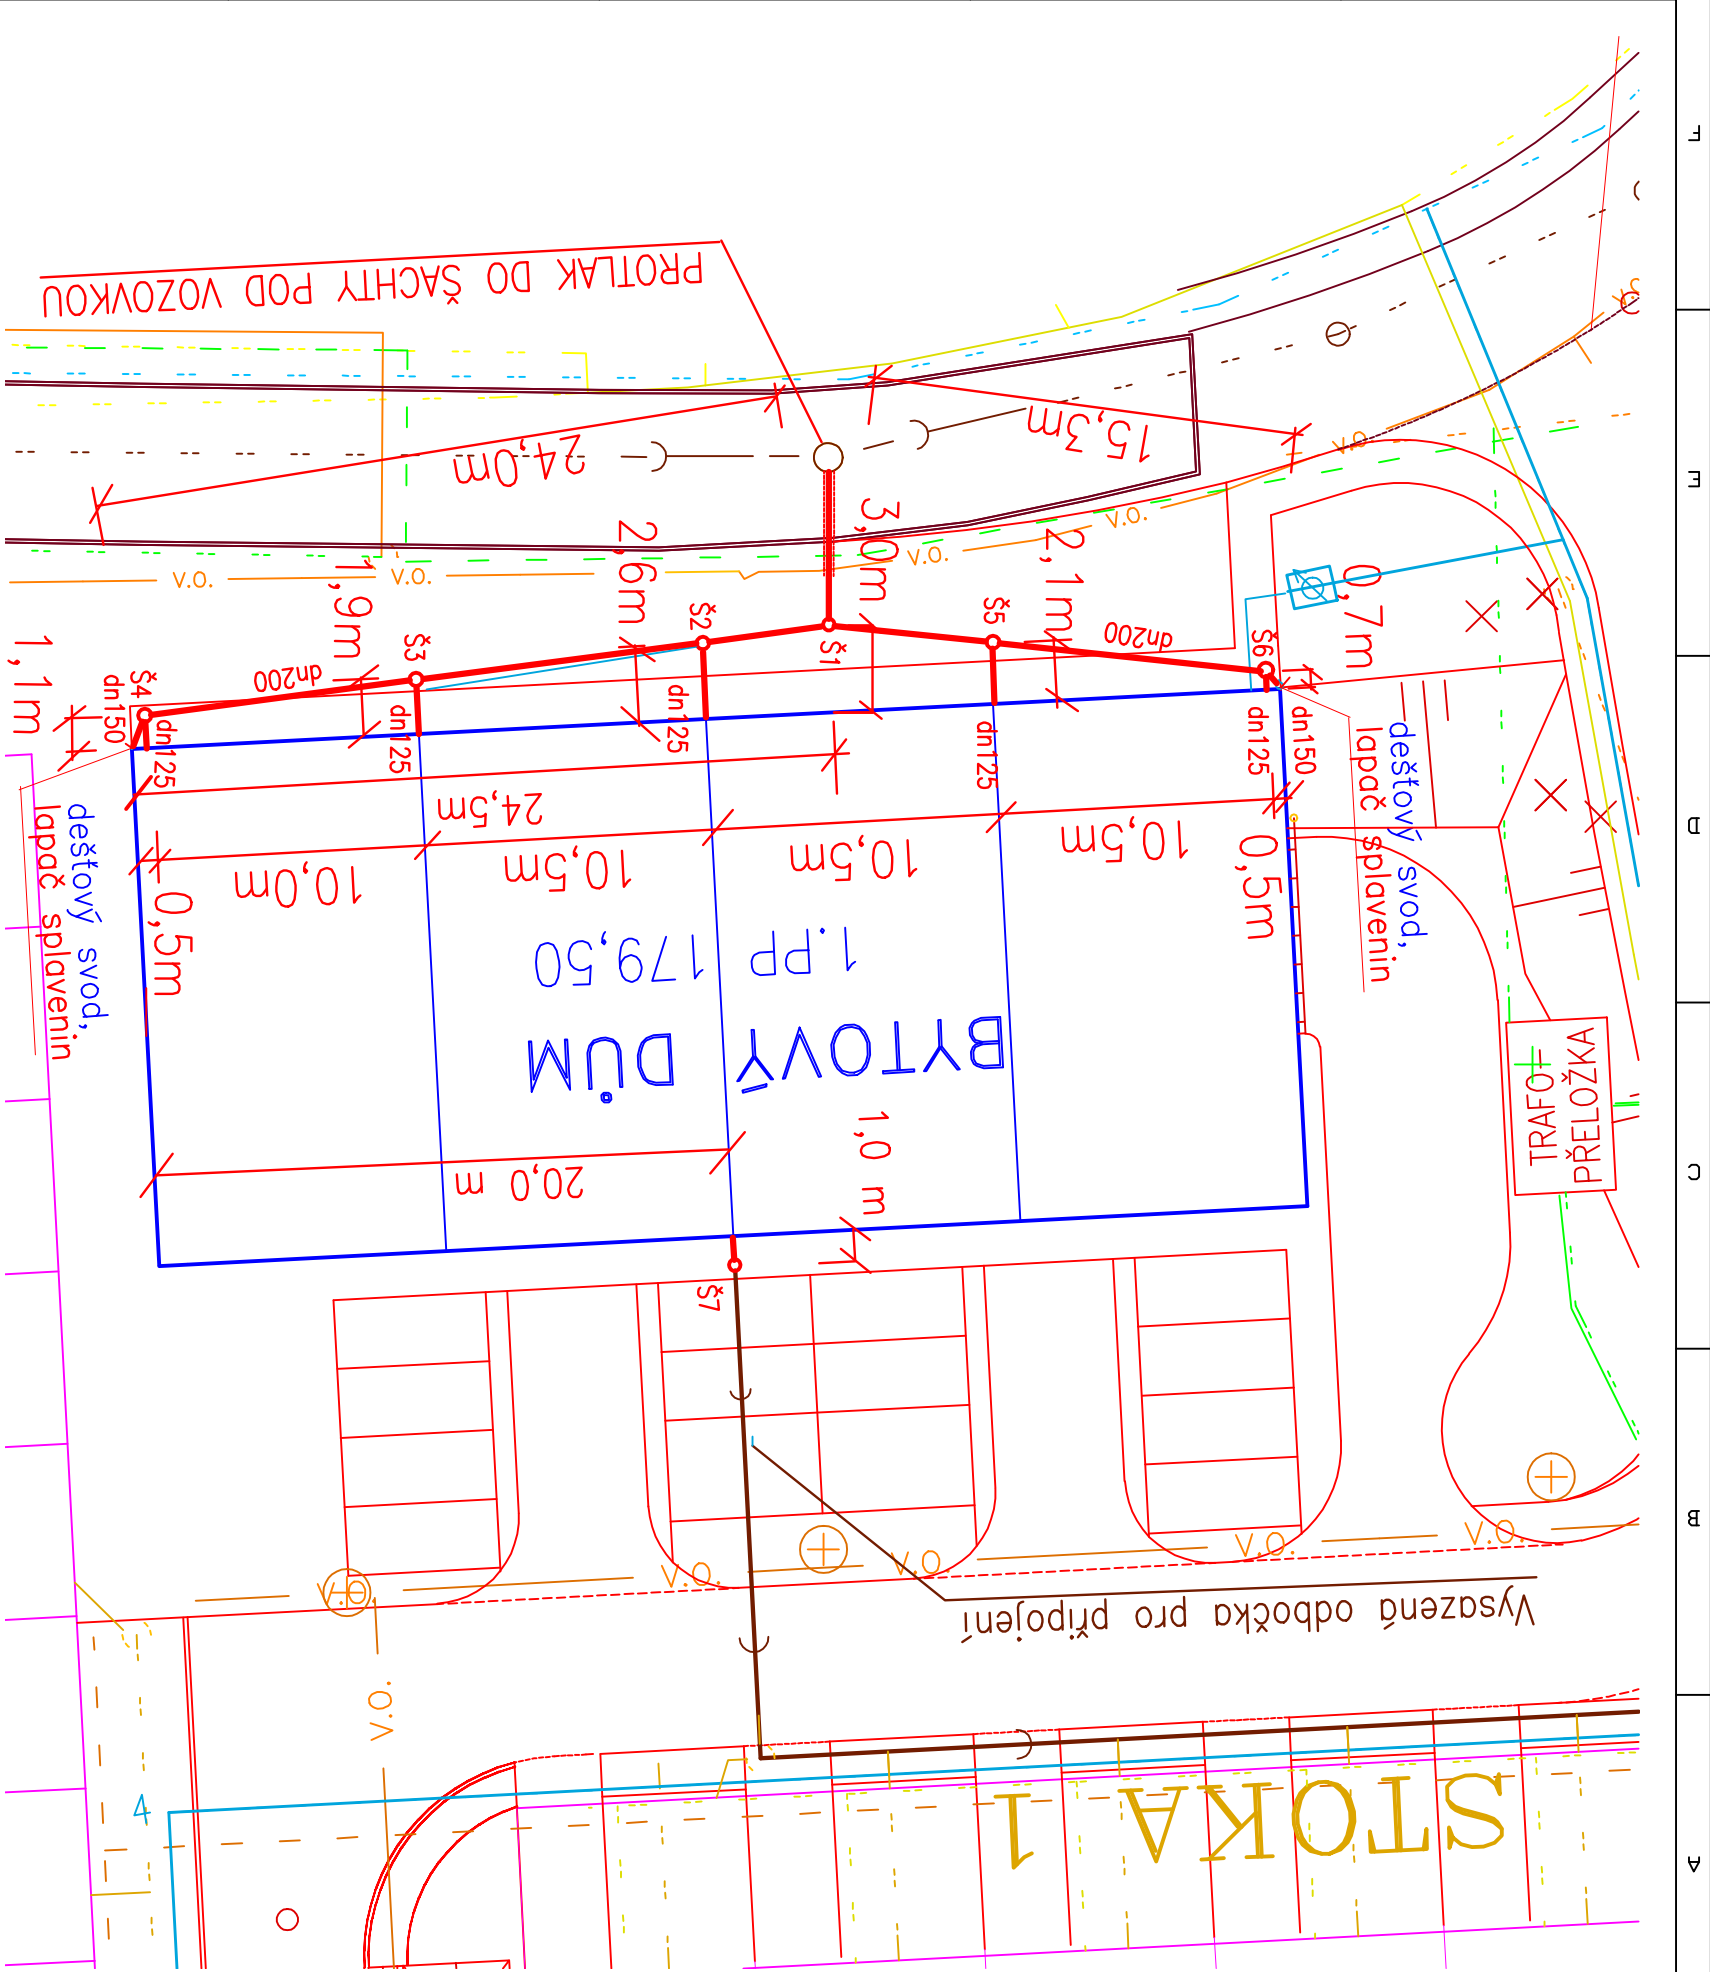 F
E
D
C
B
A
PROTLAK DO ŠACHTY POD VOZOVKOU
24,0m
15,3m
3,0m
2,6m
2,1m
1,9m
0,7m
1,1m
v.o.
v.o.
v.o.
v.o.
v.o.
v.o.
Š1
Š2
Š3
Š4
Š5
Š6
dn200
dn200
dn150
dn125
dn125
dn125
dn125
dn125
dn150
dešťový svod,
lapač splavenin
dešťový svod,
lapač splavenin
24,5m
10,0m
10,5m
10,5m
10,5m
0,5m
0,5m
1.PP 179,50
BYTOVÝ DŮM
20,0 m
1,0 m
Š7
TRAFO
PŘELOŽKA
V.O.
V.O.
V.O.
V.O.
V.O.
V.O.
Vysazená odbočka pro připojení
STOKA 1
4